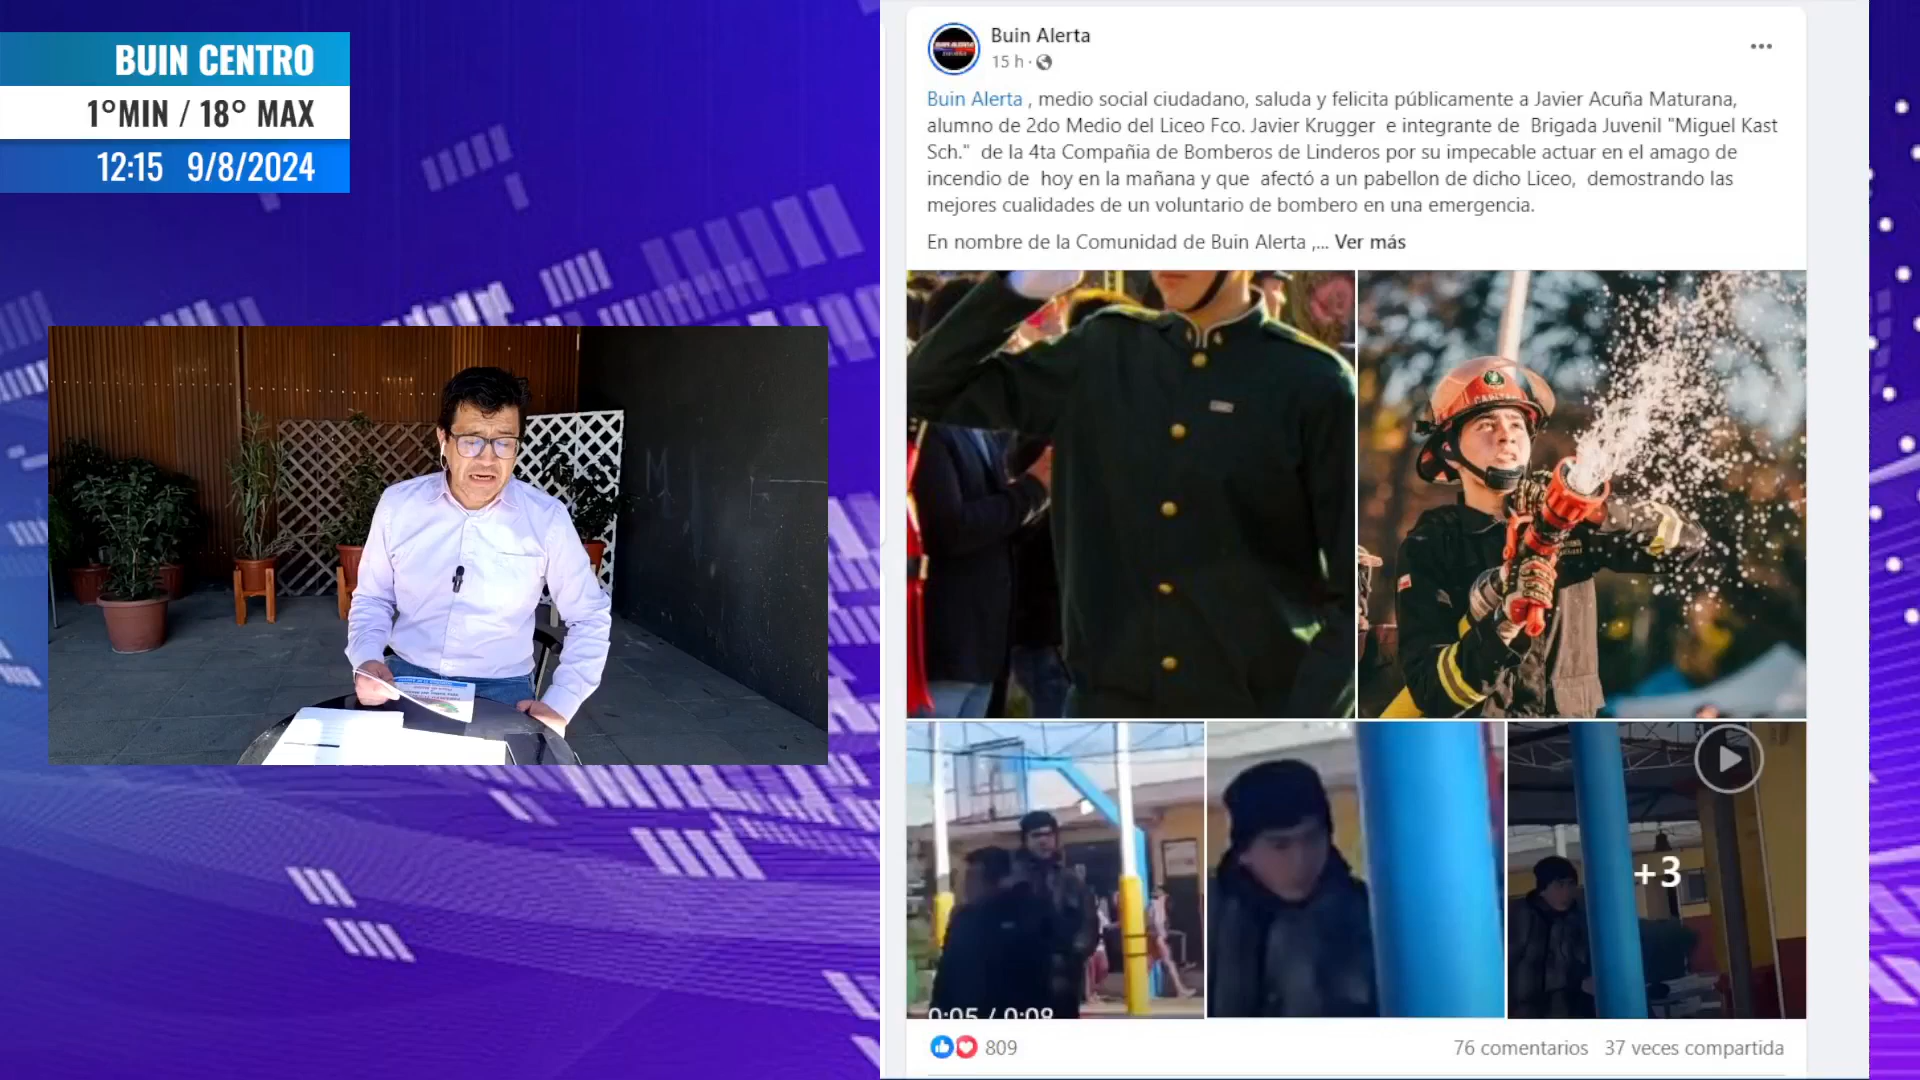 BUIN CENTRO
1°MIN / 18° MAX
12:15 9/8/2024
Buin Alerta
15 h ·
Buin Alerta , medio social ciudadano, saluda y felicita públicamente a Javier Acuña Maturana,
alumno de 2do Medio del Liceo Fco. Javier Krugger e integrante de Brigada Juvenil "Miguel Kast
Sch." de la 4ta Compañia de Bomberos de Linderos por su impecable actuar en el amago de
incendio de hoy en la mañana y que afectó a un pabellon de dicho Liceo, demostrando las
mejores cualidades de un voluntario de bombero en una emergencia.
En nombre de la Comunidad de Buin Alerta ,... Ver más
0:05 / 0:08
+3
809
76 comentarios 37 veces compartida